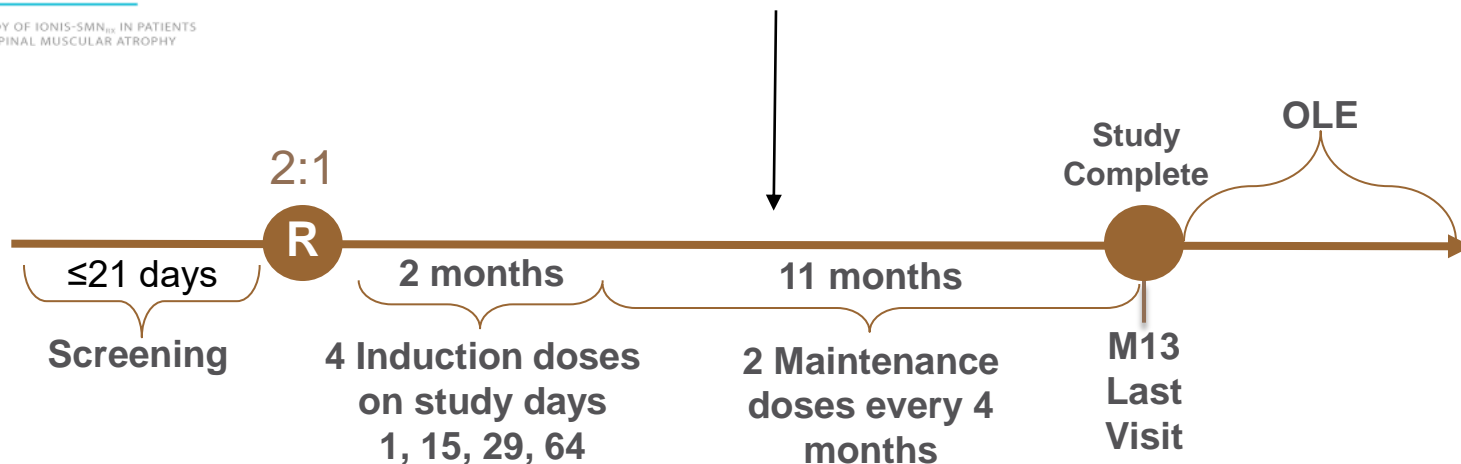 DY OF IONIS-SMNRx IN PATIENTS
PINAL MUSCULAR ATROPHY
OLE
Study
Complete
2:1
R
≤21 days
2 months
11 months
Screening
4 Induction doses
on study days
1, 15, 29, 64
2 Maintenance
doses every 4
months
M13
Last
Visit